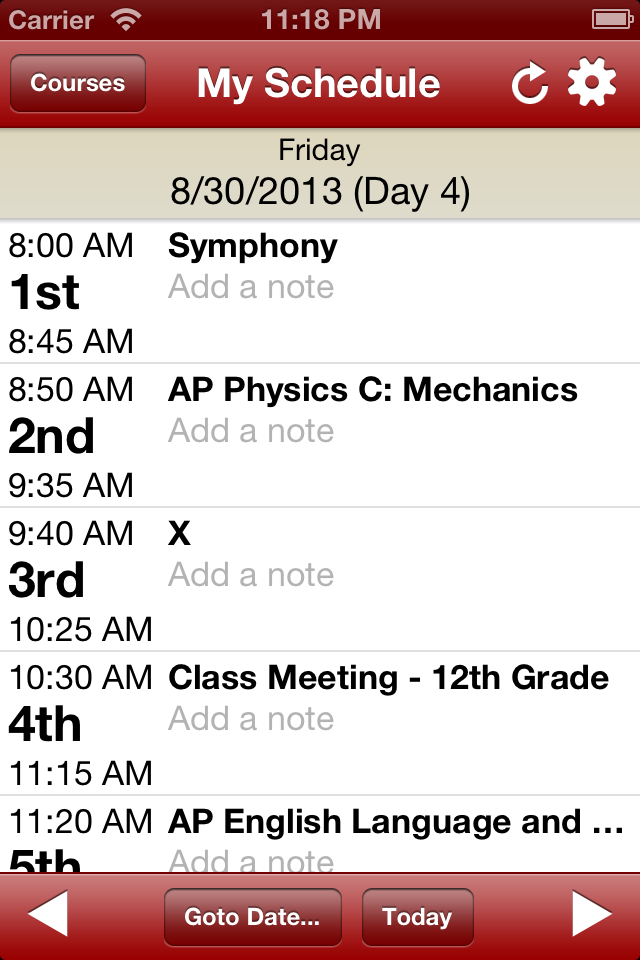 Carrier 11:18 PM
Courses My Schedule
Friday
8/30/2013 (Day 4)
8:00 AM Symphony
1st Add a note
8:45 AM
8:50 AM AP Physics C: Mechanics
2nd Add a note
9:35 AM
9:40 AM X
3rd Add a note
10:25 AM
10:30 AM Class Meeting - 12th Grade
4th Add a note
11:15 AM
11:20 AM AP English Language and ...
5th Add a note
Goto Date... Today